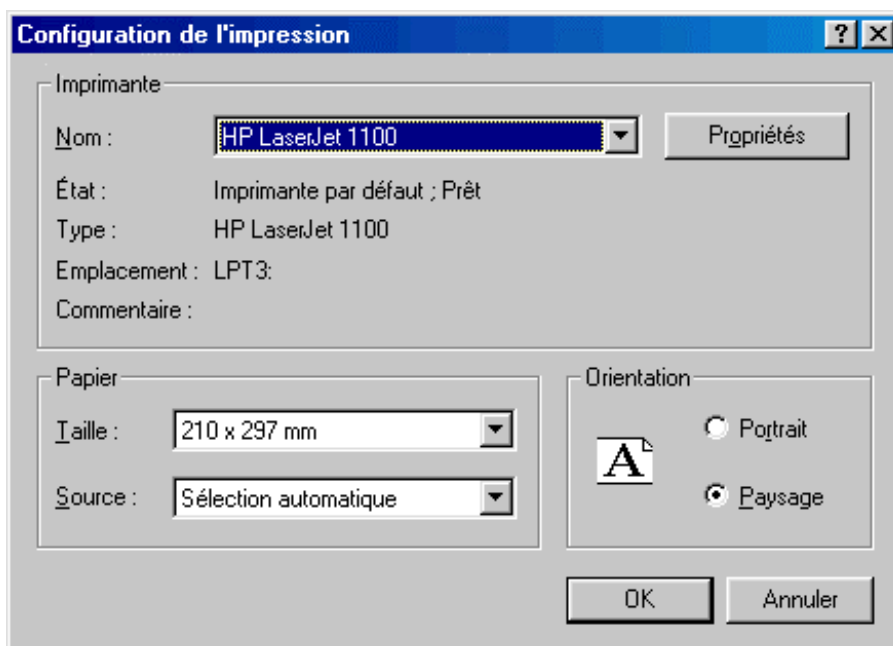 Configuration de l'impression
Imprimante
Nom : HP LaserJet 1100 Propriétés
État : Imprimante par défaut ; Prêt
Type : HP LaserJet 1100
Emplacement : LPT3:
Commentaire :
Papier
Taille : 210 x 297 mm
Source : Sélection automatique
Orientation
A
Portrait
Paysage
OK Annuler